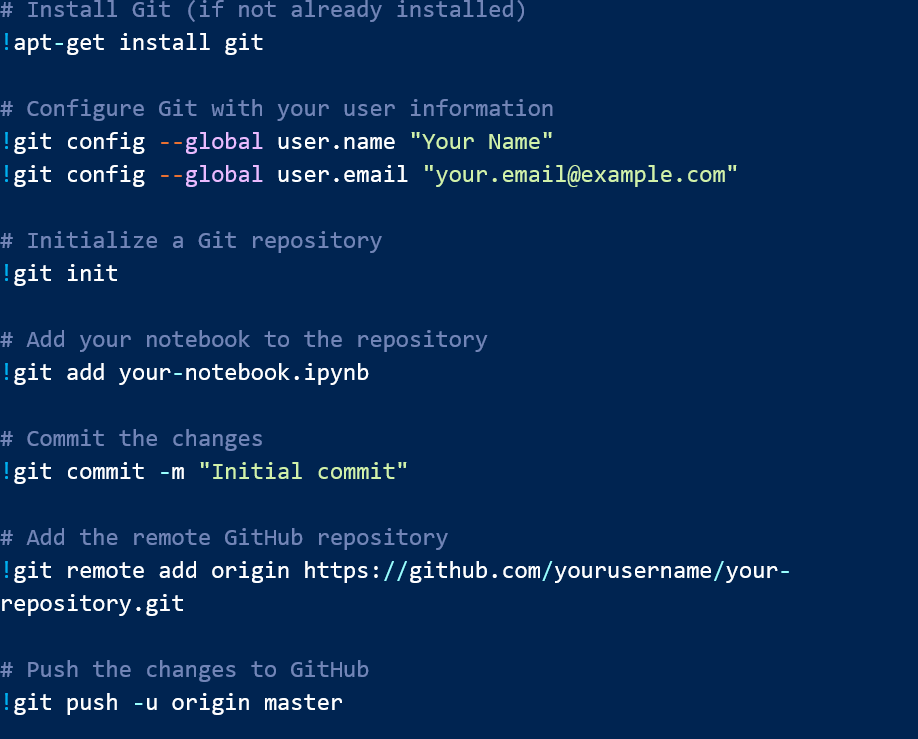 # Install Git (if not already installed)
!apt-get install git
# Configure Git with your user information
!git config --global user.name "Your Name"
!git config --global user.email "your.email@example.com"
# Initialize a Git repository
!git init
# Add your notebook to the repository
!git add your-notebook.ipynb
# Commit the changes
!git commit -m "Initial commit"
# Add the remote GitHub repository
!git remote add origin https://github.com/yourusername/your-
repository.git
# Push the changes to GitHub
!git push -u origin master